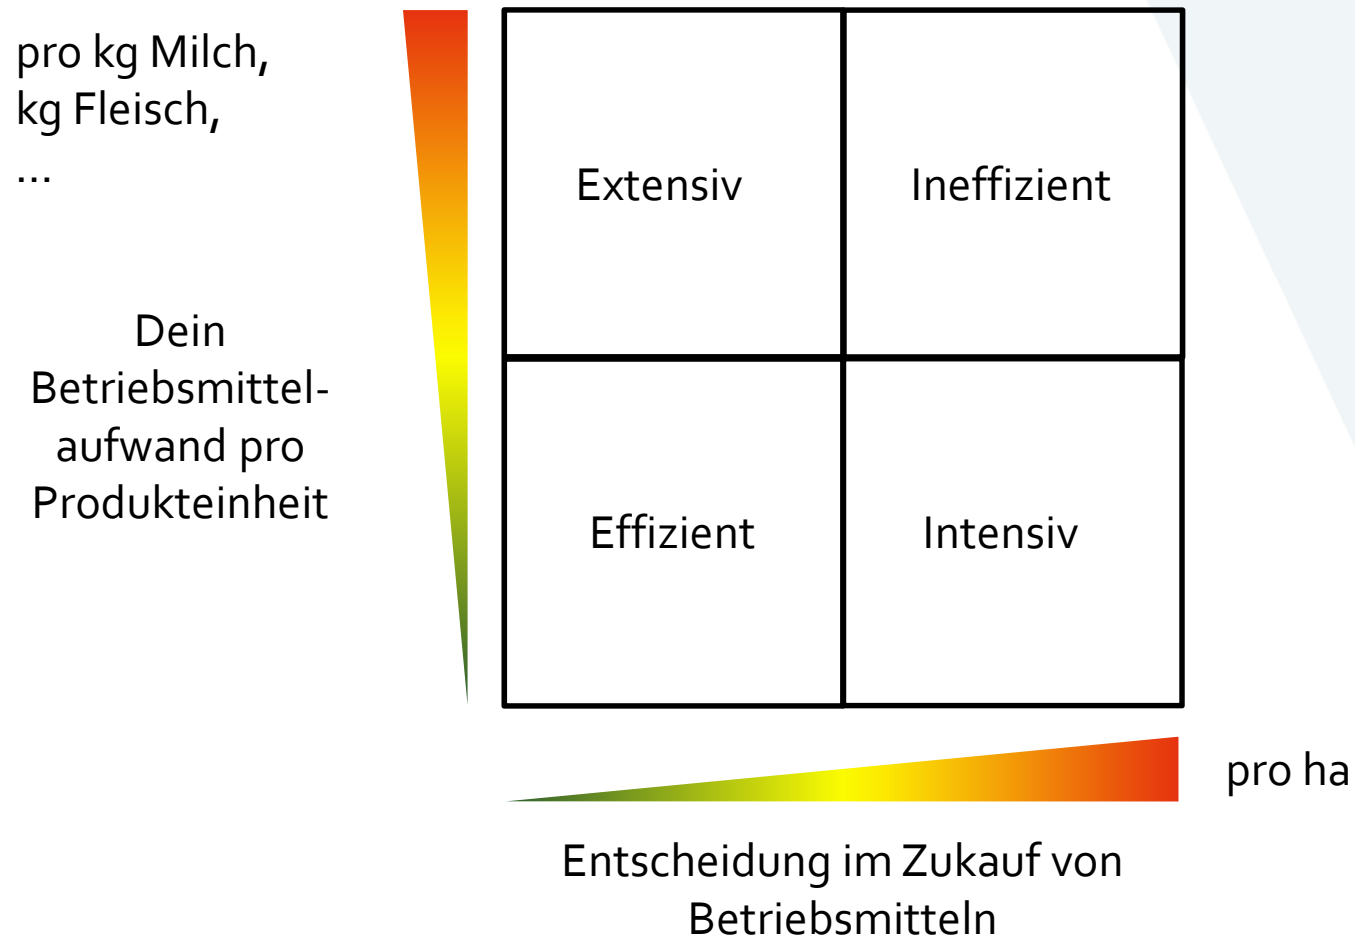 pro kg Milch,
kg Fleisch,
...
Extensiv
Ineffizient
Dein
Betriebsmittel-
aufwand pro
Produkteinheit
Effizient
Intensiv
pro ha
Entscheidung im Zukauf von
Betriebsmitteln